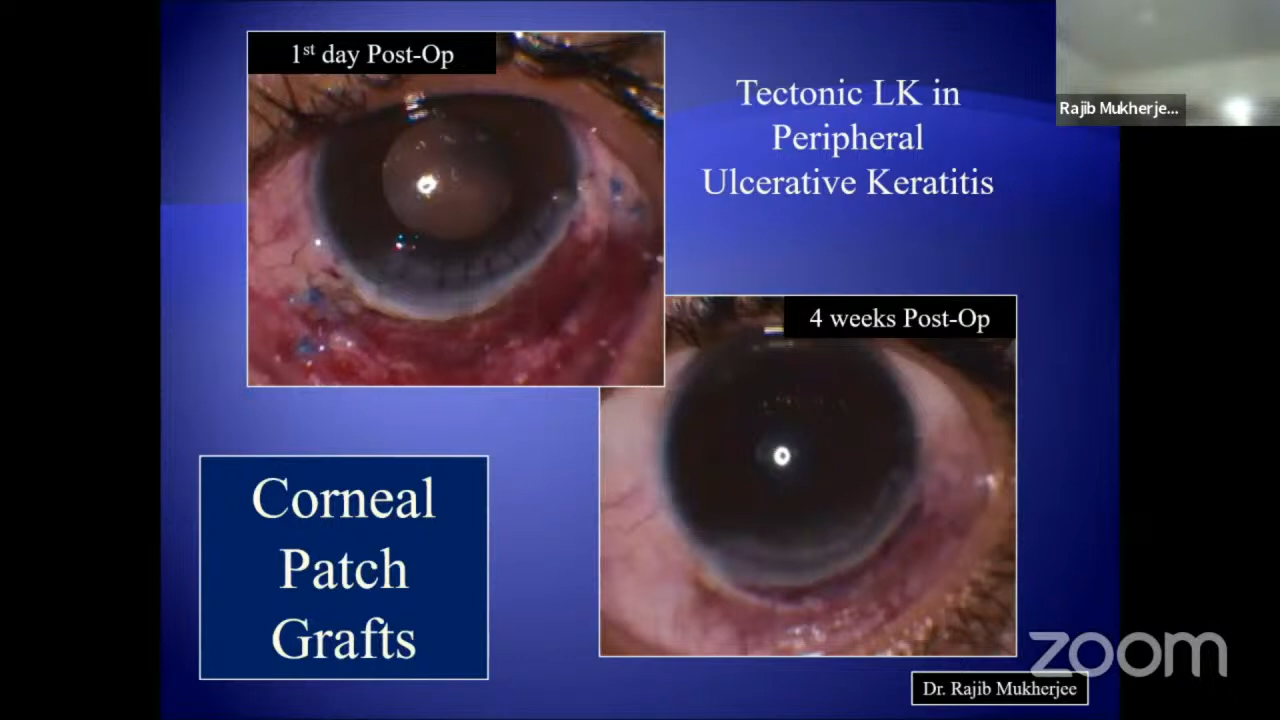 1st day Post-Op
Tectonic LK in
Peripheral
Ulcerative Keratitis
Rajib Mukherje...
4 weeks Post-Op
Corneal
Patch
Grafts
zoom
Dr. Rajib Mukherjee